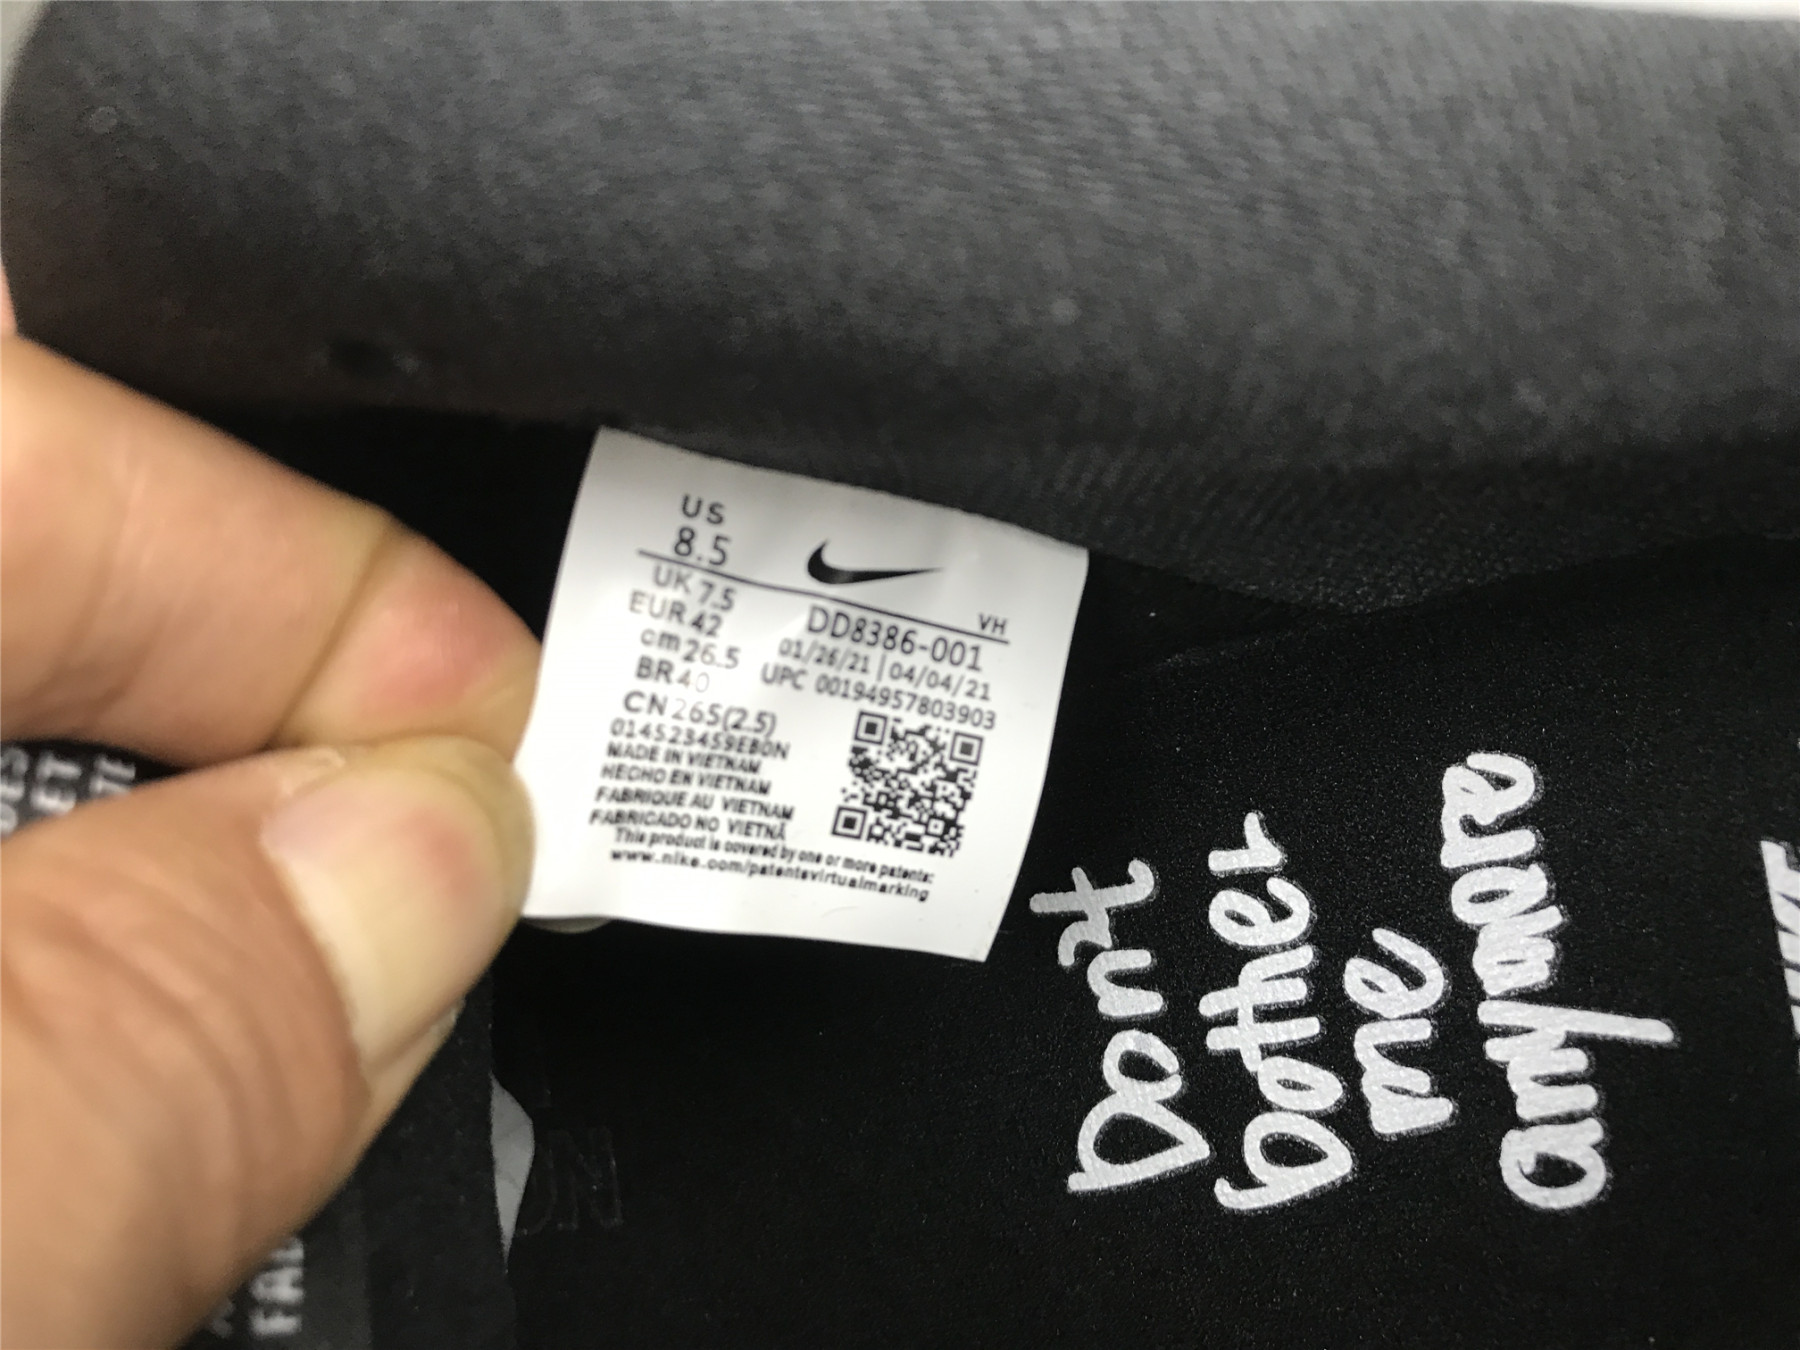 US
8.5
UK 7.5
EUR 42
cm 26.5
BR 40
CN 265(2.5)
014523459EB0N
MADE IN VIETNAM
HECHO EN VIETNAM
FABRIQUE AU VIETNAM
FABRICADO NO VIETNÃ
This product is covered by one or more patents:
www.nike.com/patentsvirtualmarking
VH
DD8386-001
01/26/21 | 04/04/21
UPC 00194957803903
Dont
bother
me
anymore